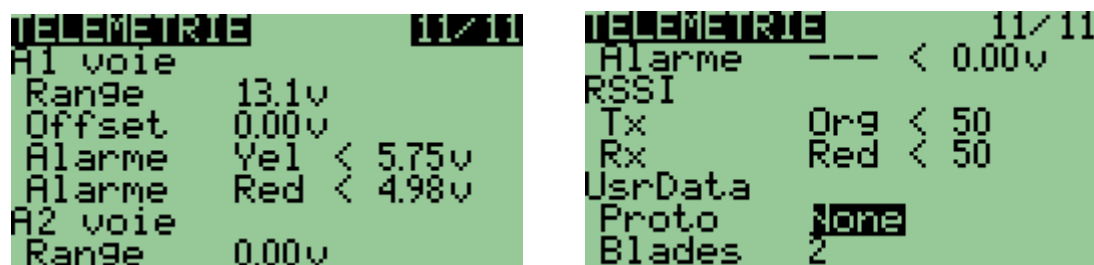 TELEMETRIE 11/11
A1 voie
Range 13.1v
Offset 0.00v
Alarme Yel < 5.75v
Alarme Red < 4.98v
A2 voie
Range 0.00v
TELEMETRIE 11/11
Alarme --- < 0.00v
RSSI
Tx Org < 50
Rx Red < 50
UsrData
Proto None
Blades 2